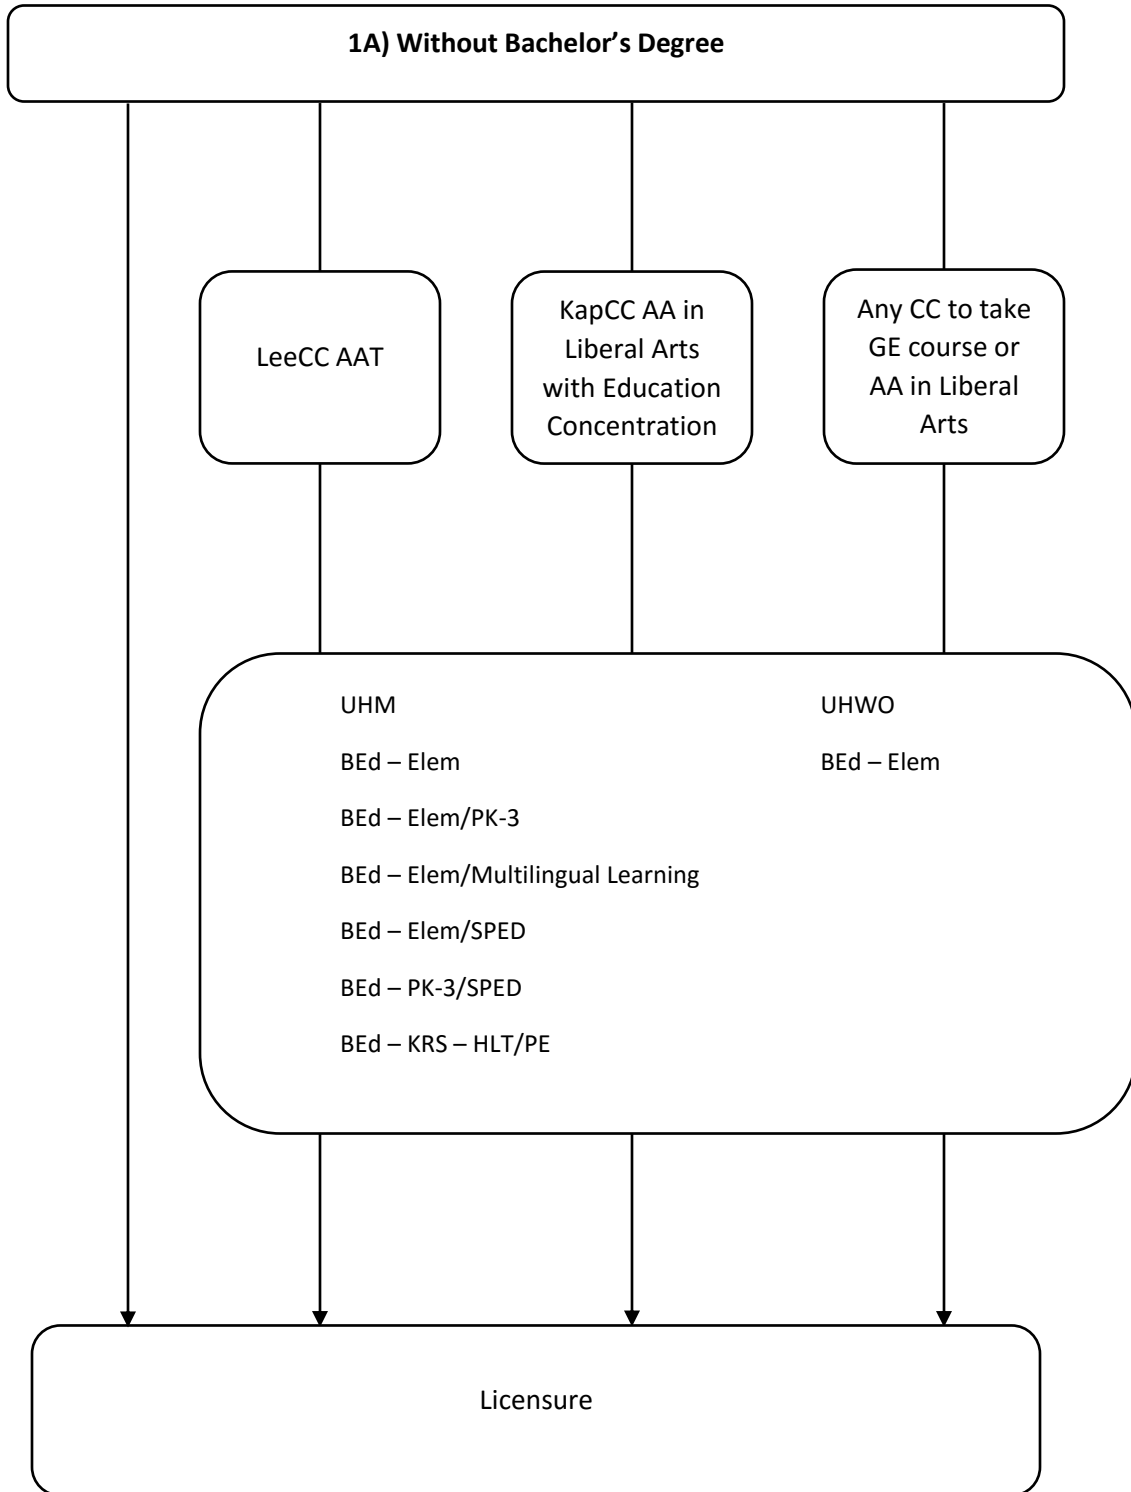 1A) Without Bachelor’s Degree
LeeCC AAT
KapCC AA in
Liberal Arts
with Education
Concentration
Any CC to take
GE course or
AA in Liberal
Arts
UHM
BEd – Elem
BEd – Elem/PK-3
BEd – Elem/Multilingual Learning
BEd – Elem/SPED
BEd – PK-3/SPED
BEd – KRS – HLT/PE
UHWO
BEd – Elem
Licensure